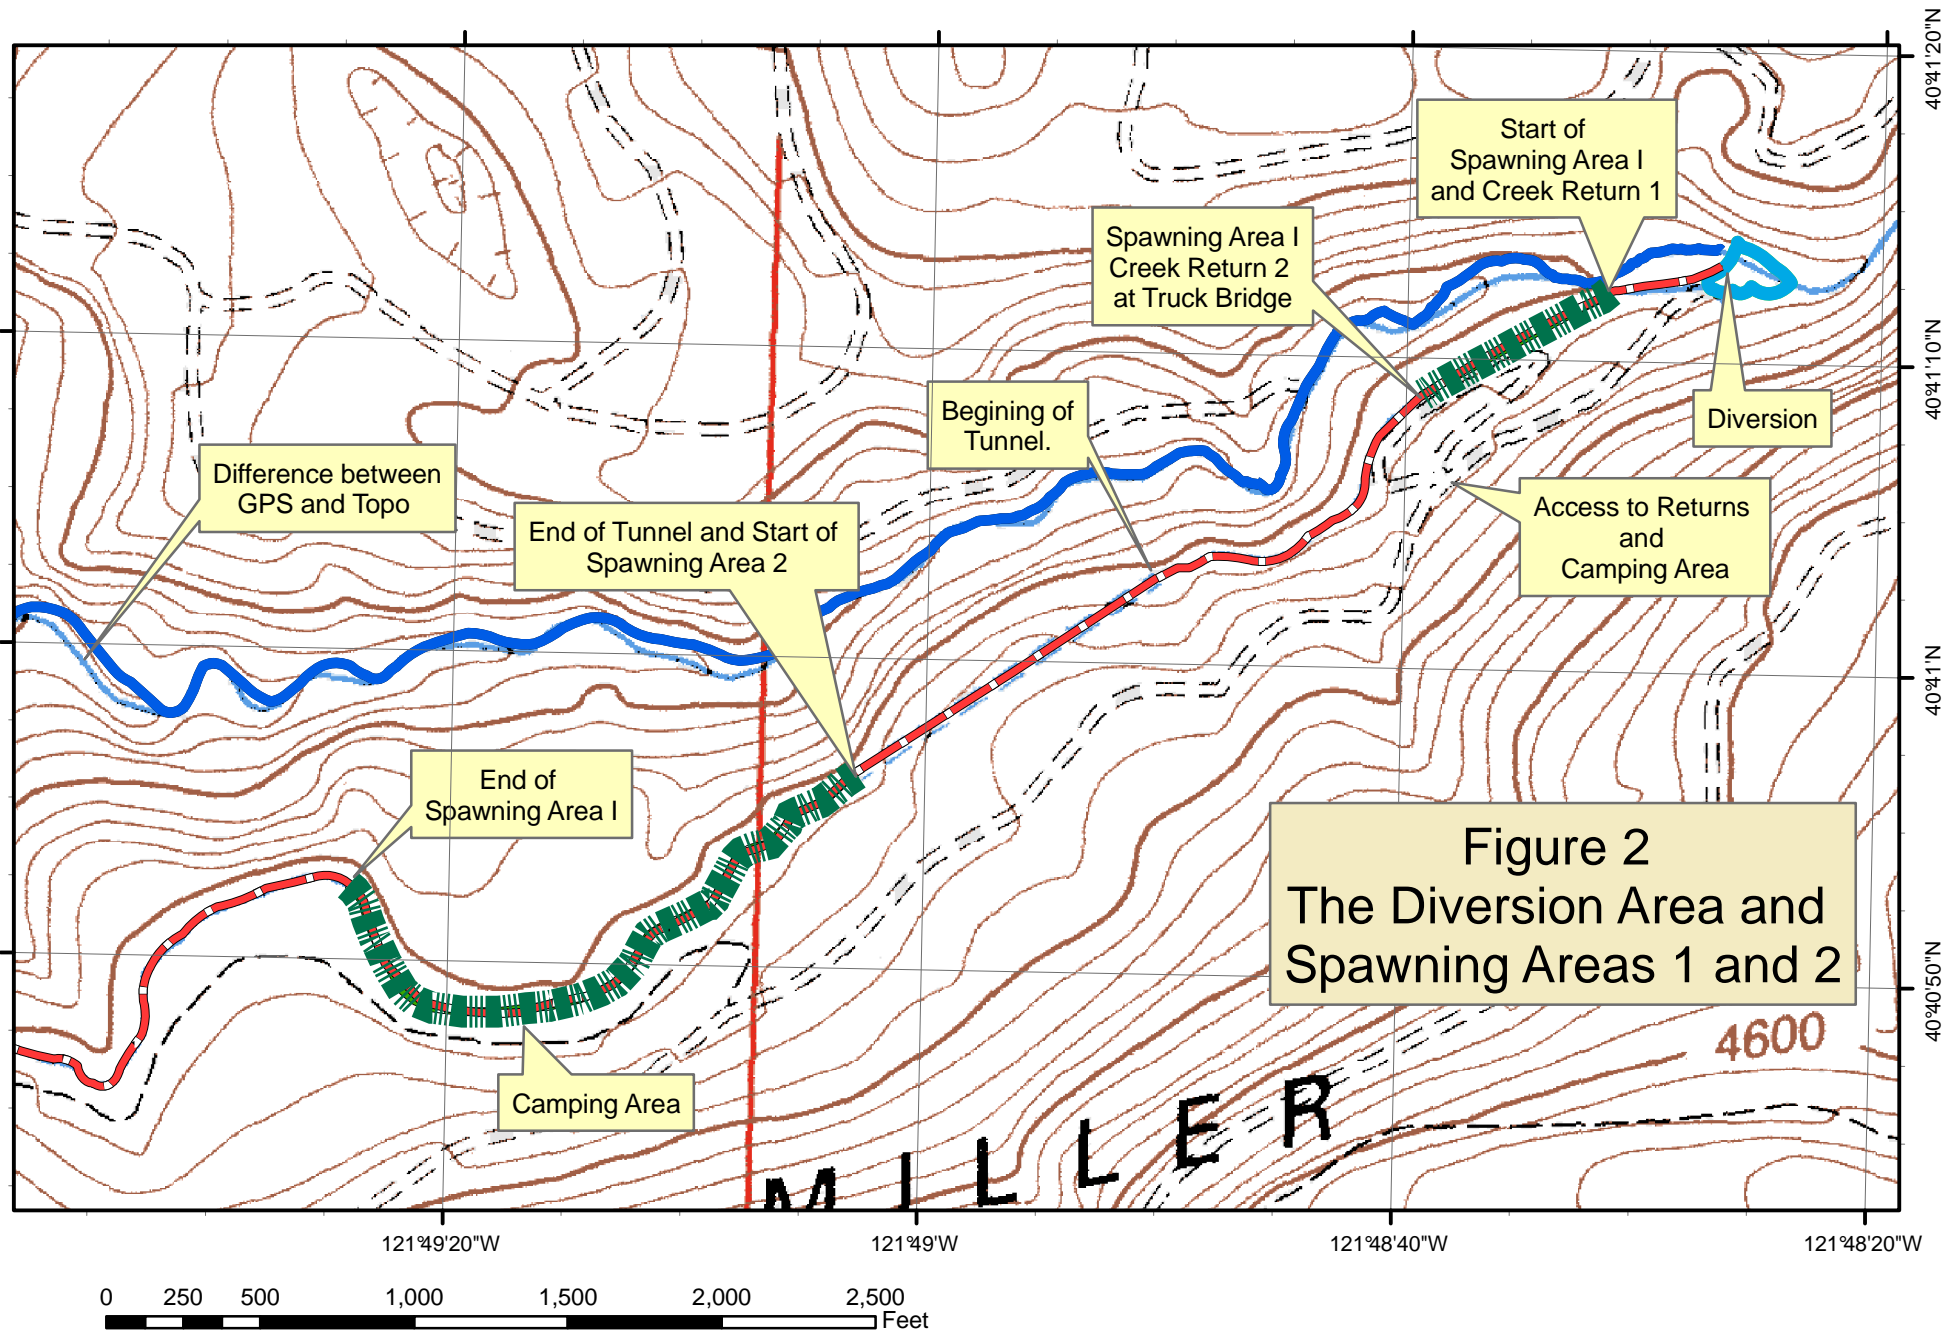 40°41'20"N
Start of
Spawning Area I
and Creek Return 1
Spawning Area I
Creek Return 2
at Truck Bridge
40°41'10"N
Begining of
Tunnel.
Diversion
Difference between
GPS and Topo
End of Tunnel and Start of
Spawning Area 2
Access to Returns
and
Camping Area
40°41'N
End of
Spawning Area I
Figure 2
The Diversion Area and
Spawning Areas 1 and 2
40°40'50"N
4600
Camping Area
MILLER
121°49'20"W
121°49'W
121°48'40"W
121°48'20"W
0 250 500 1,000 1,500 2,000 2,500
Feet